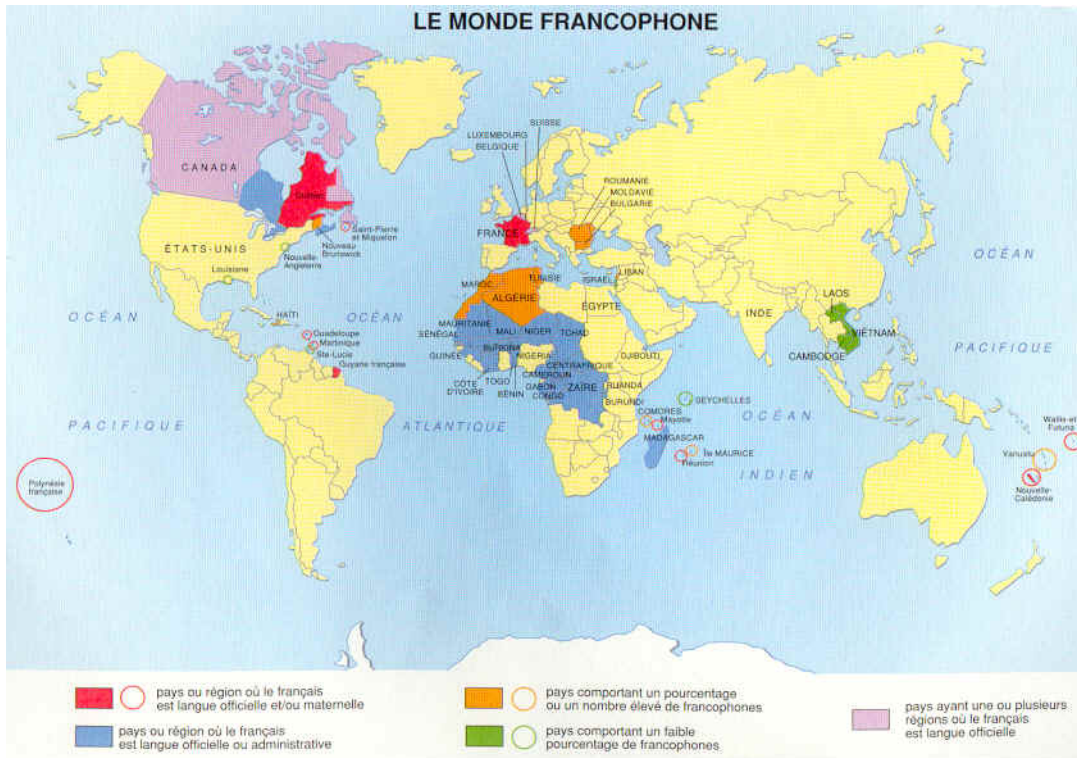 LE MONDE FRANCOPHONE
SUISSE
LUXEMBOURG
BELGIQUE
CANADA
Québec
ROUMANIE
MOLDAVIE
BULGARIE
FRANCE
Saint-Pierre
et Miquelon
Nouveau
Brunswick
Nouvelle-
Angleterre
ÉTATS-UNIS
Louisiane
OCÉAN
PACIFIQUE
HAÏTI
Guadeloupe
Martinique
Ste-Lucie
Guyane française
OCÉAN
ATLANTIQUE
MAROC
TUNISIE
ALGÉRIE
ISRAEL
LIBAN
ÉGYPTE
MAURITANIE
SÉNÉGAL
MALI
NIGER
TCHAD
GUINÉE
BURKINA
NIGERIA
DJIBOUTI
CENTRAFRIQUE
CAMEROUN
CÔTE
D'IVOIRE
TOGO
BÉNIN
GABON
CONGO
ZAÏRE
RUANDA
BURUNDI
SEYCHELLES
COMORES
Mayotte
MADAGASCAR
Île MAURICE
Réunion
OCÉAN
INDIEN
INDE
LAOS
VIÊTNAM
CAMBODGE
OCÉAN
PACIFIQUE
Wallis-et
Futuna
Vanuatu
Nouvelle-
Calédonie
Polynésie
française
pays ou région où le français
est langue officielle et/ou maternelle
pays ou région où le français
est langue officielle ou administrative
pays comportant un pourcentage
ou un nombre élevé de francophones
pays comportant un faible
pourcentage de francophones
pays ayant une ou plusieurs
régions où le français
est langue officielle